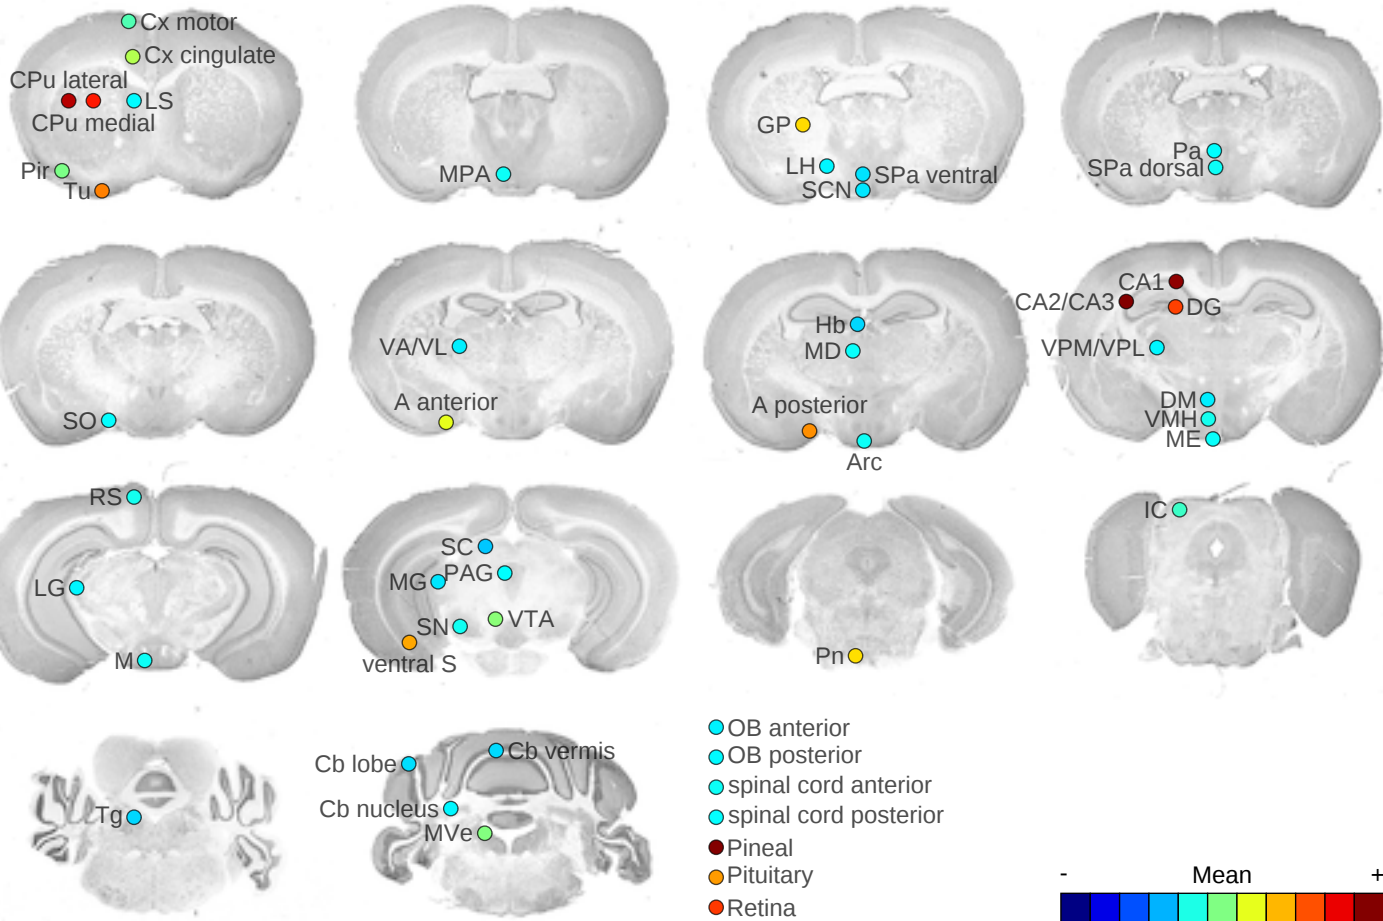 Cx motor
Cx cingulate
CPu lateral
LS
CPu medial
Pir
Tu
MPA
GP
LH
SPa ventral
SCN
Pa
SPa dorsal
SO
VA/VL
A anterior
Hb
MD
A posterior
Arc
CA1
CA2/CA3
DG
VPM/VPL
DM
VMH
ME
RS
LG
M
SC
MG
PAG
SN
VTA
ventral S
Pn
IC
Tg
Cb lobe
Cb vermis
Cb nucleus
MVe
OB anterior
OB posterior
spinal cord anterior
spinal cord posterior
Pineal
Pituitary
Retina
- Mean +